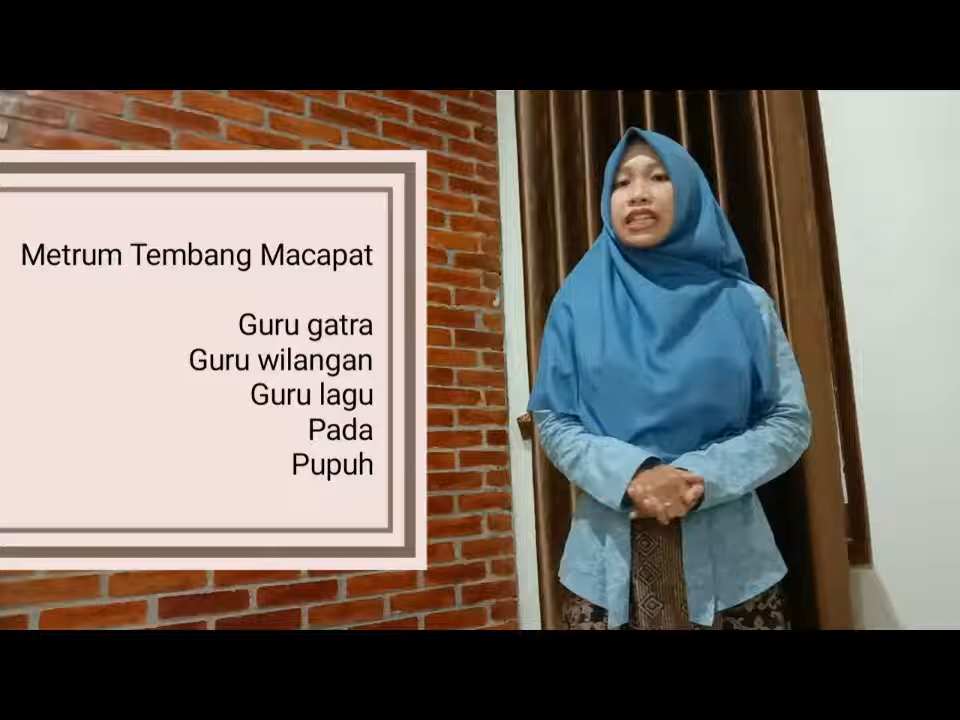 Metrum Tembang Macapat
Guru gatra
Guru wilangan
Guru lagu
Pada
Pupuh